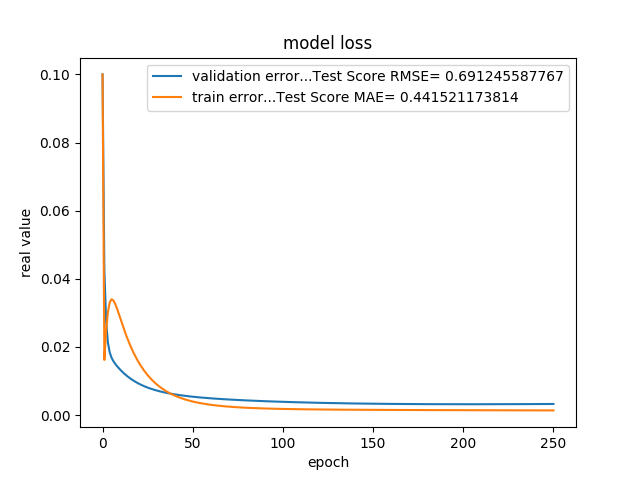 model loss
validation error...Test Score RMSE= 0.691245587767
train error...Test Score MAE= 0.441521173814
real value
0.10
0.08
0.06
0.04
0.02
0.00
0 50 100 150 200 250
epoch